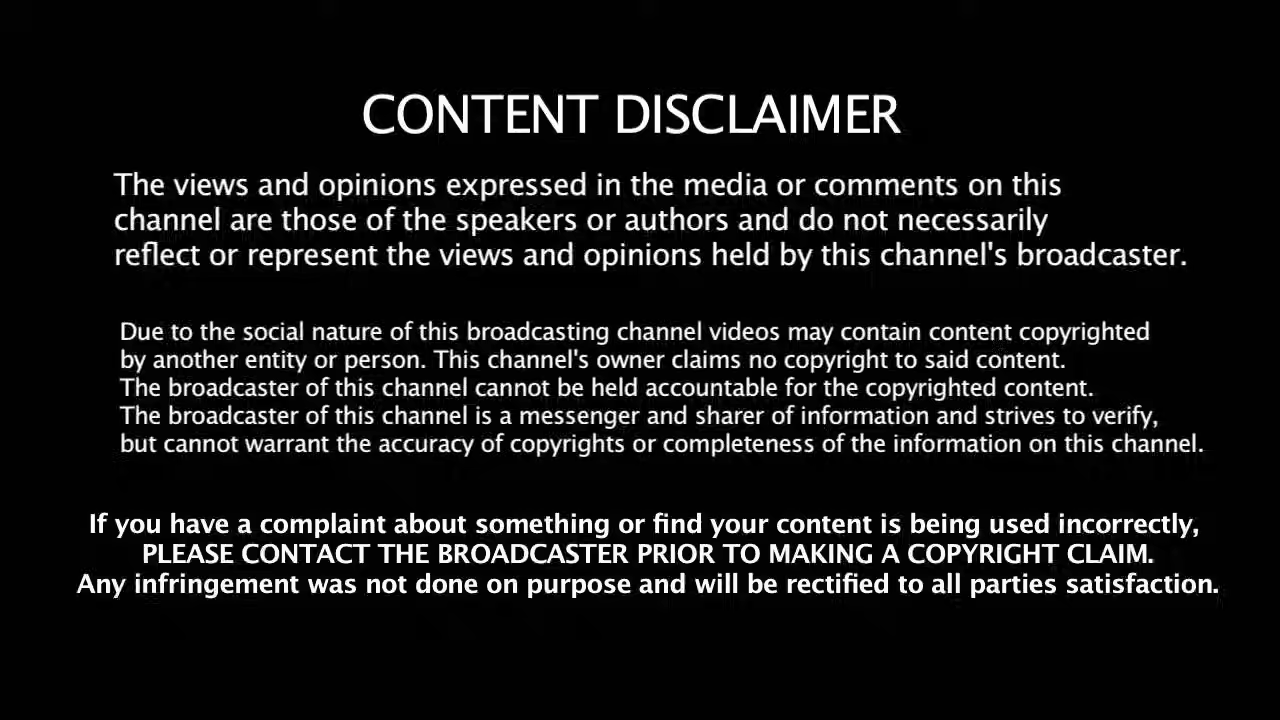 CONTENT DISCLAIMER
The views and opinions expressed in the media or comments on this
channel are those of the speakers or authors and do not necessarily
reflect or represent the views and opinions held by this channel's broadcaster.
Due to the social nature of this broadcasting channel videos may contain content copyrighted
by another entity or person. This channel's owner claims no copyright to said content.
The broadcaster of this channel cannot be held accountable for the copyrighted content.
The broadcaster of this channel is a messenger and sharer of information and strives to verify,
but cannot warrant the accuracy of copyrights or completeness of the information on this channel.
If you have a complaint about something or find your content is being used incorrectly,
PLEASE CONTACT THE BROADCASTER PRIOR TO MAKING A COPYRIGHT CLAIM.
Any infringement was not done on purpose and will be rectified to all parties satisfaction.